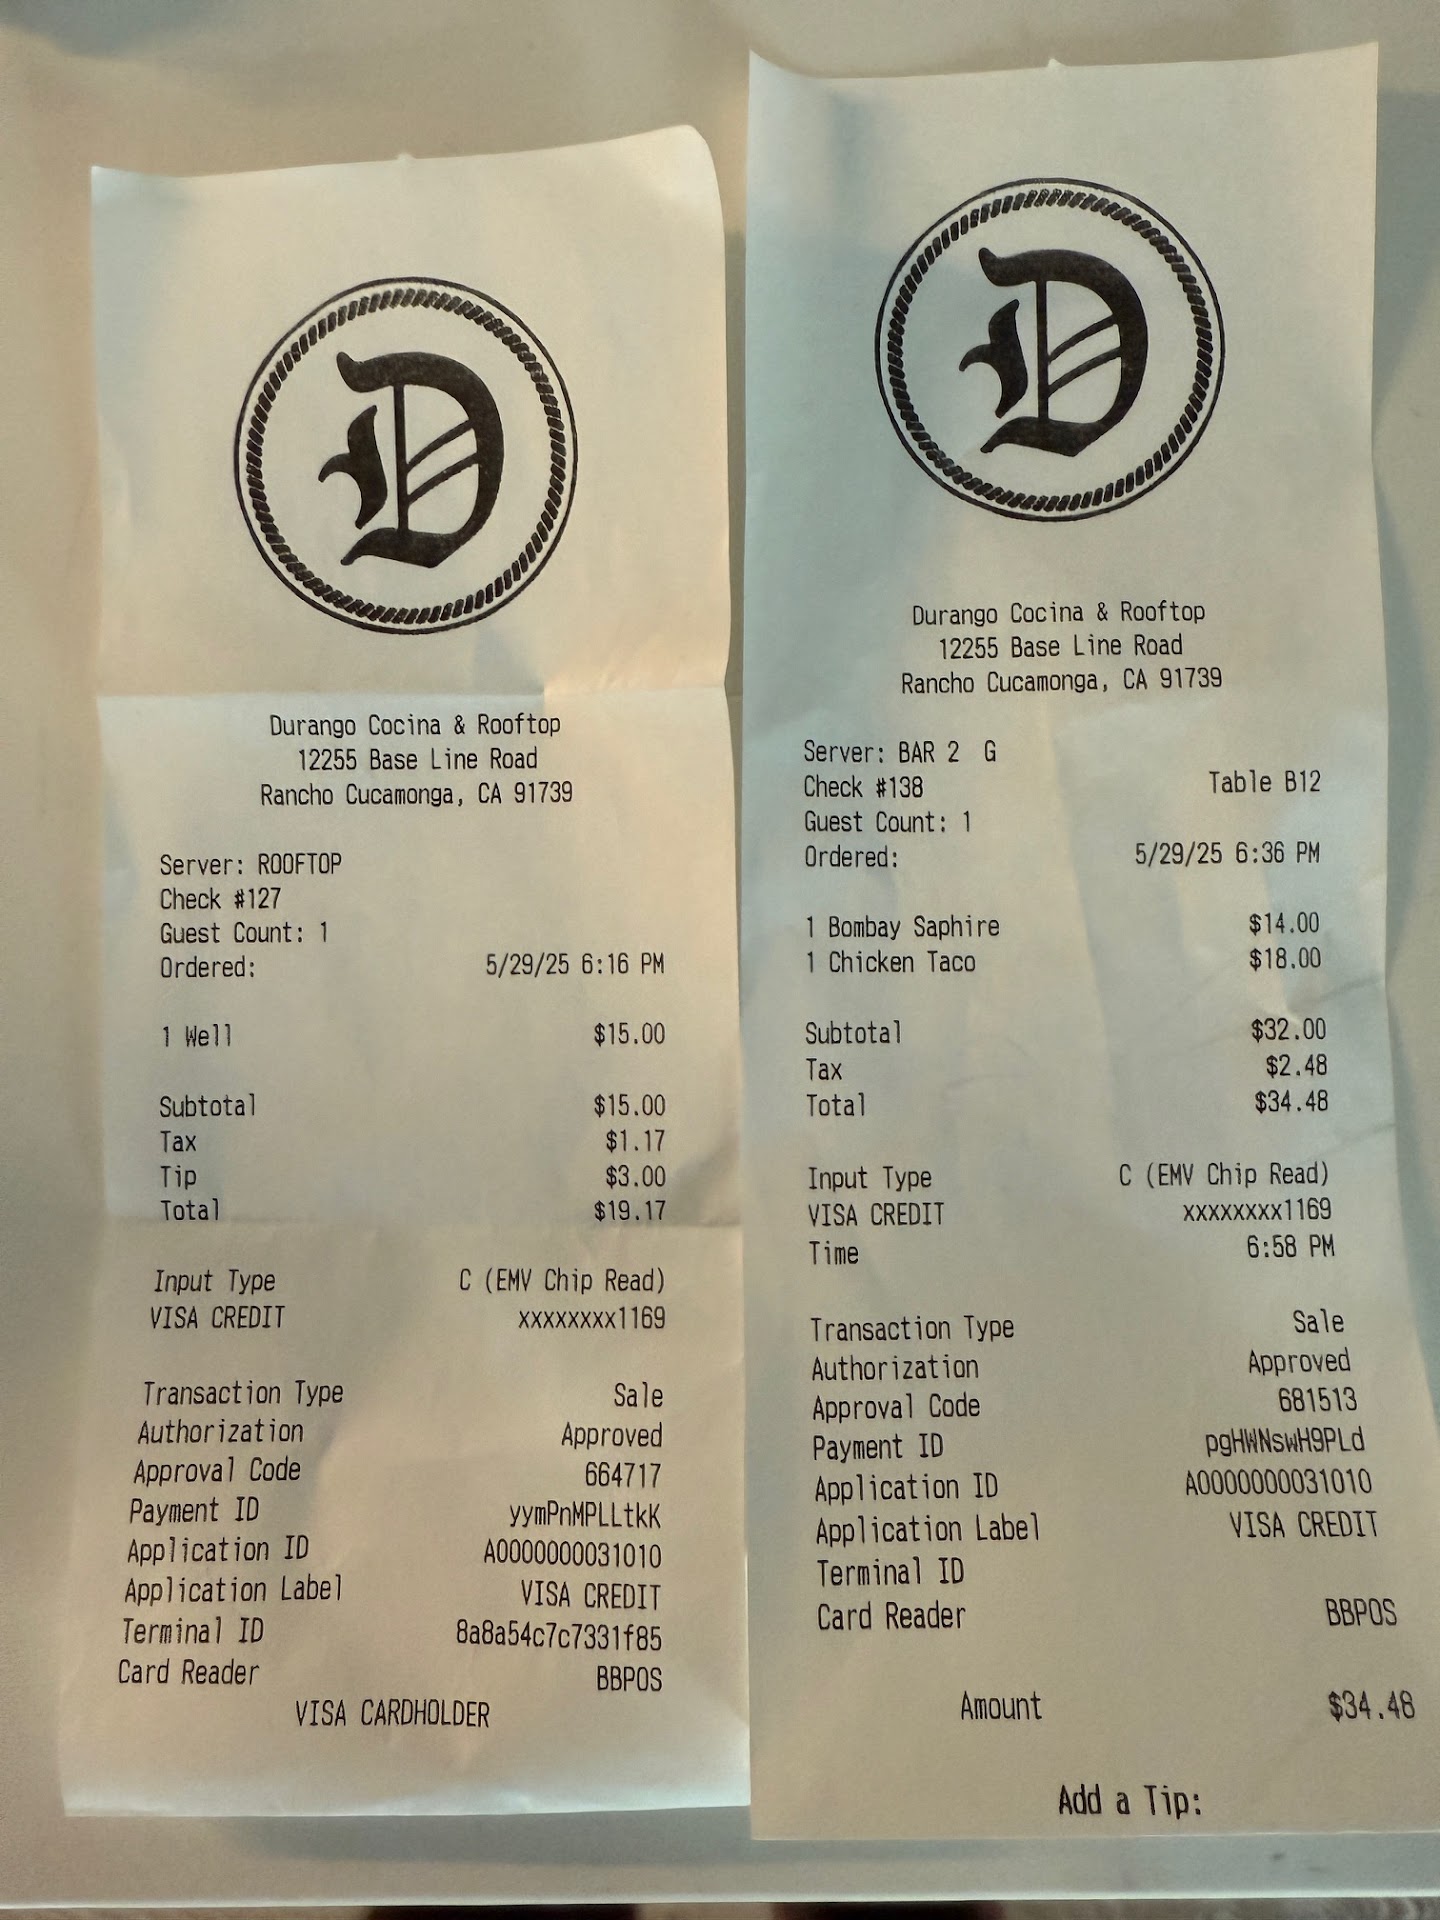 D
Durango Cocina & Rooftop
12255 Base Line Road
Rancho Cucamonga, CA 91739
Server: ROOFTOP
Check #127
Guest Count: 1
Ordered: 5/29/25 6:16 PM
1 Well $15.00
Subtotal $15.00
Tax $1.17
Tip $3.00
Total $19.17
Input Type C (EMV Chip Read)
VISA CREDIT xxxxxxxx1169
Transaction Type Sale
Authorization Approved
Approval Code 664717
Payment ID yymPnMPLLtkK
Application ID A0000000031010
Application Label VISA CREDIT
Terminal ID 8a8a54c7c7331f85
Card Reader BBPOS
VISA CARDHOLDER
D
Durango Cocina & Rooftop
12255 Base Line Road
Rancho Cucamonga, CA 91739
Server: BAR 2 G
Check #138 Table B12
Guest Count: 1
Ordered: 5/29/25 6:36 PM
1 Bombay Saphire $14.00
1 Chicken Taco $18.00
Subtotal $32.00
Tax $2.48
Total $34.48
Input Type C (EMV Chip Read)
VISA CREDIT xxxxxxxx1169
Time 6:58 PM
Transaction Type Sale
Authorization Approved
Approval Code 681513
Payment ID pgHWNswH9PLd
Application ID A0000000031010
Application Label VISA CREDIT
Terminal ID
Card Reader BBPOS
Amount $34.48
Add a Tip: